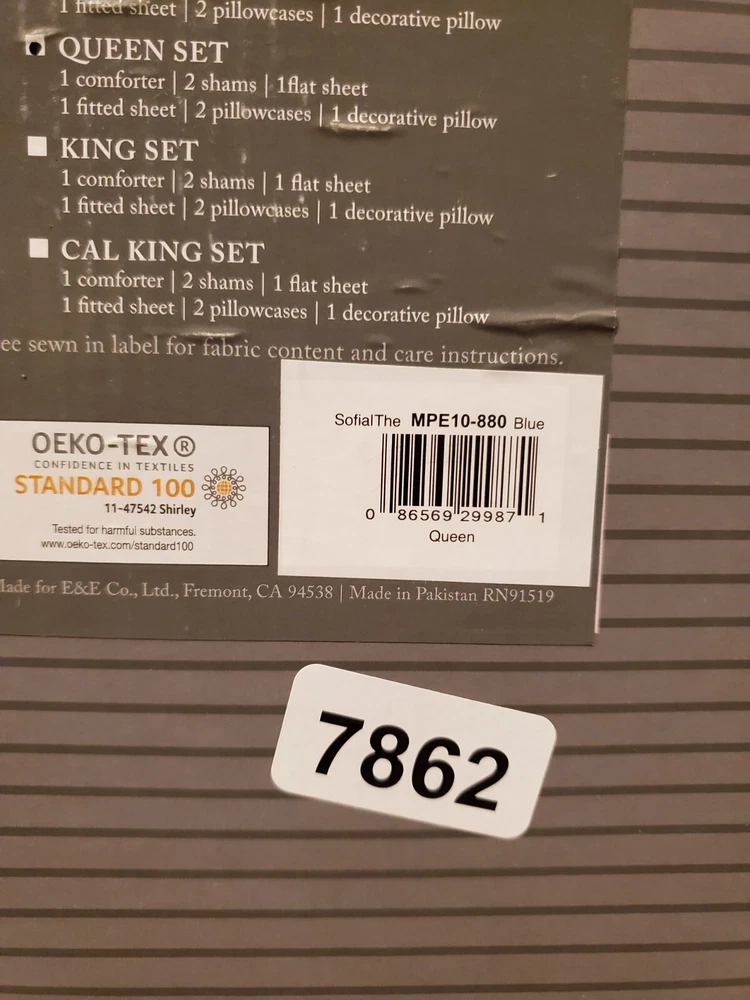 1 fitted sheet | 2 pillowcases | 1 decorative pillow
QUEEN SET
1 comforter | 2 shams | 1flat sheet
1 fitted sheet | 2 pillowcases | 1 decorative pillow
KING SET
1 comforter | 2 shams | 1 flat sheet
1 fitted sheet | 2 pillowcases | 1 decorative pillow
CAL KING SET
1 comforter | 2 shams | 1 flat sheet
1 fitted sheet | 2 pillowcases | 1 decorative pillow
ee sewn in label for fabric content and care instructions.
SofialThe MPE10-880 Blue
0 86569 29987 1
Queen
OEKO-TEX®
CONFIDENCE IN TEXTILES
STANDARD 100
11-47542 Shirley
Tested for harmful substances.
www.oeko-tex.com/standard100
Made for E&E Co., Ltd., Fremont, CA 94538 | Made in Pakistan RN91519
7862